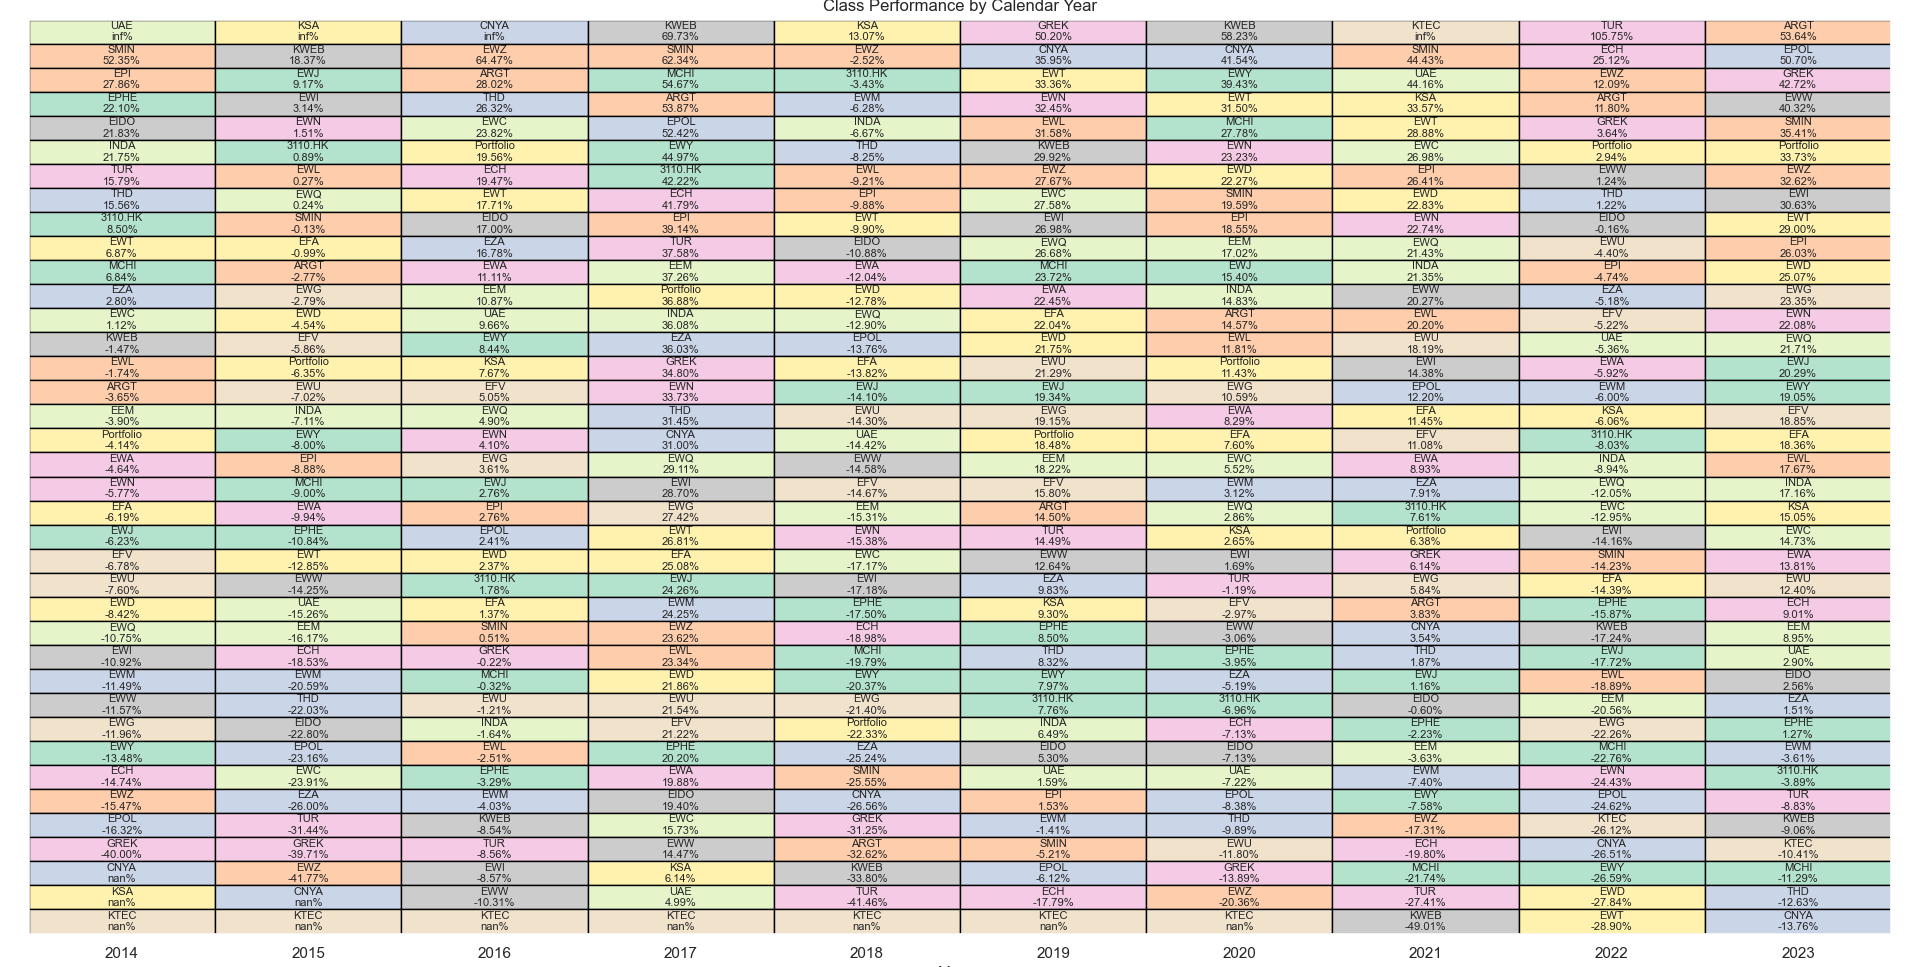 Class Performance by Calendar Year
UAE KSA CNYA KWEB KSA GREK KWEB KTEC TUR ARGT
inf% inf% inf% 69.73% 13.07% 50.20% 58.23% inf% 105.75% 53.64%
SMIN KWEB EWZ SMIN EWZ CNYA CNYA SMIN ECH EPOL
52.35% 18.37% 64.47% 62.34% -2.52% 35.95% 41.54% 44.43% 25.12% 50.70%
EPI EWJ ARGT MCHI 3110.HK EWT EWY UAE EWZ GREK
27.86% 9.17% 28.02% 54.67% -3.43% 33.36% 39.43% 44.16% 12.09% 42.72%
EPHE EWI THD ARGT EWM EWN EWT KSA ARGT EWW
22.10% 3.14% 26.32% 53.87% -6.28% 32.45% 31.50% 33.57% 11.80% 40.32%
EIDO EWN EWC EPOL INDA EWL MCHI EWT GREK SMIN
21.83% 1.51% 23.82% 52.42% -6.67% 31.58% 27.78% 28.88% 3.64% 35.41%
INDA 3110.HK Portfolio EWY THD KWEB EWN EWC Portfolio Portfolio
21.75% 0.89% 19.56% 44.97% -8.25% 29.92% 23.23% 26.98% 2.94% 33.73%
TUR EWL ECH 3110.HK EWL EWZ EWD EPI EWW EWZ
15.79% 0.27% 19.47% 42.22% -9.21% 27.67% 22.27% 26.41% 1.24% 32.62%
THD EWQ EWT ECH EPI EWC SMIN EWD THD EWI
15.56% 0.24% 17.71% 41.79% -9.88% 27.58% 19.59% 22.83% 1.22% 30.63%
3110.HK SMIN EIDO EPI EWT EWI EPI EWN EIDO EWT
8.50% -0.13% 17.00% 39.14% -9.90% 26.98% 18.55% 22.74% -0.16% 29.00%
EWT EFA EZA TUR EIDO EWQ EEM EWQ EWU EPI
6.87% -0.99% 16.78% 37.58% -10.88% 26.68% 17.02% 21.43% -4.40% 26.03%
MCHI ARGT EWA EEM EWA MCHI EWJ INDA EPI EWD
6.84% -2.77% 11.11% 37.26% -12.04% 23.72% 15.40% 21.35% -4.74% 25.07%
EZA EWG EEM Portfolio EWD EWA INDA EWW EZA EWG
2.80% -2.79% 10.87% 36.88% -12.78% 22.45% 14.83% 20.27% -5.18% 23.35%
EWC EWD UAE INDA EWQ EFA ARGT EWL EFV EWN
1.12% -4.54% 9.66% 36.08% -12.90% 22.04% 14.57% 20.20% -5.22% 22.08%
KWEB EFV EWY EZA EPOL EWD EWL EWU UAE EWQ
-1.47% -5.86% 8.44% 36.03% -13.76% 21.75% 11.81% 18.19% -5.36% 21.71%
EWL Portfolio KSA GREK EFA EWU Portfolio EWI EWA EWJ
-1.74% -6.35% 7.67% 34.80% -13.82% 21.29% 11.43% 14.38% -5.92% 20.29%
ARGT EWU EFV EWN EWJ EWJ EWG EPOL EWM EWY
-3.65% -7.02% 5.05% 33.73% -14.10% 19.34% 10.59% 12.20% -6.00% 19.05%
EEM INDA EWQ THD EWU EWG EWA EFA KSA EFV
-3.90% -7.11% 4.90% 31.45% -14.30% 19.15% 8.29% 11.45% -6.06% 18.85%
Portfolio EWY EWN CNYA UAE Portfolio EFA EFV 3110.HK EFA
-4.14% -8.00% 4.10% 31.00% -14.42% 18.48% 7.60% 11.08% -8.03% 18.36%
EWA EPI EWG EWQ EWW EEM EWC EWA INDA EWL
-4.64% -8.88% 3.61% 29.11% -14.58% 18.22% 5.52% 8.93% -8.94% 17.67%
EWN MCHI EWJ EWI EFV EFV EWM EZA EWQ INDA
-5.77% -9.00% 2.76% 28.70% -14.67% 15.80% 3.12% 7.91% -12.05% 17.16%
EFA EWA EPI EWG EEM ARGT EWQ 3110.HK EWC KSA
-6.19% -9.94% 2.76% 27.42% -15.31% 14.50% 2.86% 7.61% -12.95% 15.05%
EWJ EPHE EPOL EWT EWN TUR KSA Portfolio EWI EWC
-6.23% -10.84% 2.41% 26.81% -15.38% 14.49% 2.65% 6.38% -14.16% 14.73%
EFV EWT EWD EFA EWC EWW EWI GREK SMIN EWA
-6.78% -12.85% 2.37% 25.08% -17.17% 12.64% 1.69% 6.14% -14.23% 13.81%
EWU EWW 3110.HK EWJ EWI EZA TUR EWG EFA EWU
-7.60% -14.25% 1.78% 24.26% -17.18% 9.83% -1.19% 5.84% -14.39% 12.40%
EWD UAE EFA EWM EPHE KSA EFV ARGT EPHE ECH
-8.42% -15.26% 1.37% 24.25% -17.50% 9.30% -2.97% 3.83% -15.87% 9.01%
EWQ EEM SMIN EWZ ECH EPHE EWW CNYA KWEB EEM
-10.75% -16.17% 0.51% 23.62% -18.98% 8.50% -3.06% 3.54% -17.24% 8.95%
EWI ECH GREK EWL MCHI THD EPHE THD EWJ UAE
-10.92% -18.53% -0.22% 23.34% -19.79% 8.32% -3.95% 1.87% -17.72% 2.90%
EWM EWM MCHI EWD EWY EWY EZA EWJ EWL EIDO
-11.49% -20.59% -0.32% 21.86% -20.37% 7.97% -5.19% 1.16% -18.89% 2.56%
EWW THD EWU EWU EWG 3110.HK 3110.HK EIDO EEM EZA
-11.57% -22.03% -1.21% 21.54% -21.40% 7.76% -6.96% -0.60% -20.56% 1.51%
EWG EIDO INDA EFV Portfolio INDA ECH EPHE EWG EPHE
-11.96% -22.80% -1.64% 21.22% -22.33% 6.49% -7.13% -2.23% -22.26% 1.27%
EWY EPOL EWL EPHE EZA EIDO EIDO EEM MCHI EWM
-13.48% -23.16% -2.51% 20.20% -25.24% 5.30% -7.13% -3.63% -22.76% -3.61%
ECH EWC EPHE EWA SMIN UAE UAE EWM EWN 3110.HK
-14.74% -23.91% -3.29% 19.88% -25.55% 1.59% -7.22% -7.40% -24.43% -3.89%
EWZ EZA EWM EIDO CNYA EPI EPOL EWY EPOL TUR
-15.47% -26.00% -4.03% 19.40% -26.56% 1.53% -8.38% -7.58% -24.62% -8.83%
EPOL TUR KWEB EWC GREK EWM THD EWZ KTEC KWEB
-16.32% -31.44% -8.54% 15.73% -31.25% -1.41% -9.89% -17.31% -26.12% -9.06%
GREK GREK TUR EWW ARGT SMIN EWU ECH CNYA KTEC
-40.00% -39.71% -8.56% 14.47% -32.62% -5.21% -11.80% -19.80% -26.51% -10.41%
CNYA EWZ EWI KSA KWEB EPOL GREK MCHI EWY MCHI
nan% -41.77% -8.57% 6.14% -33.80% -6.12% -13.89% -21.74% -26.59% -11.29%
KSA CNYA EWW UAE TUR ECH EWZ TUR EWD THD
nan% nan% -10.31% 4.99% -41.46% -17.79% -20.36% -27.41% -27.84% -12.63%
KTEC KTEC KTEC KTEC KTEC KTEC KTEC KWEB EWT CNYA
nan% nan% nan% nan% nan% nan% nan% -49.01% -28.90% -13.76%
2014 2015 2016 2017 2018 2019 2020 2021 2022 2023